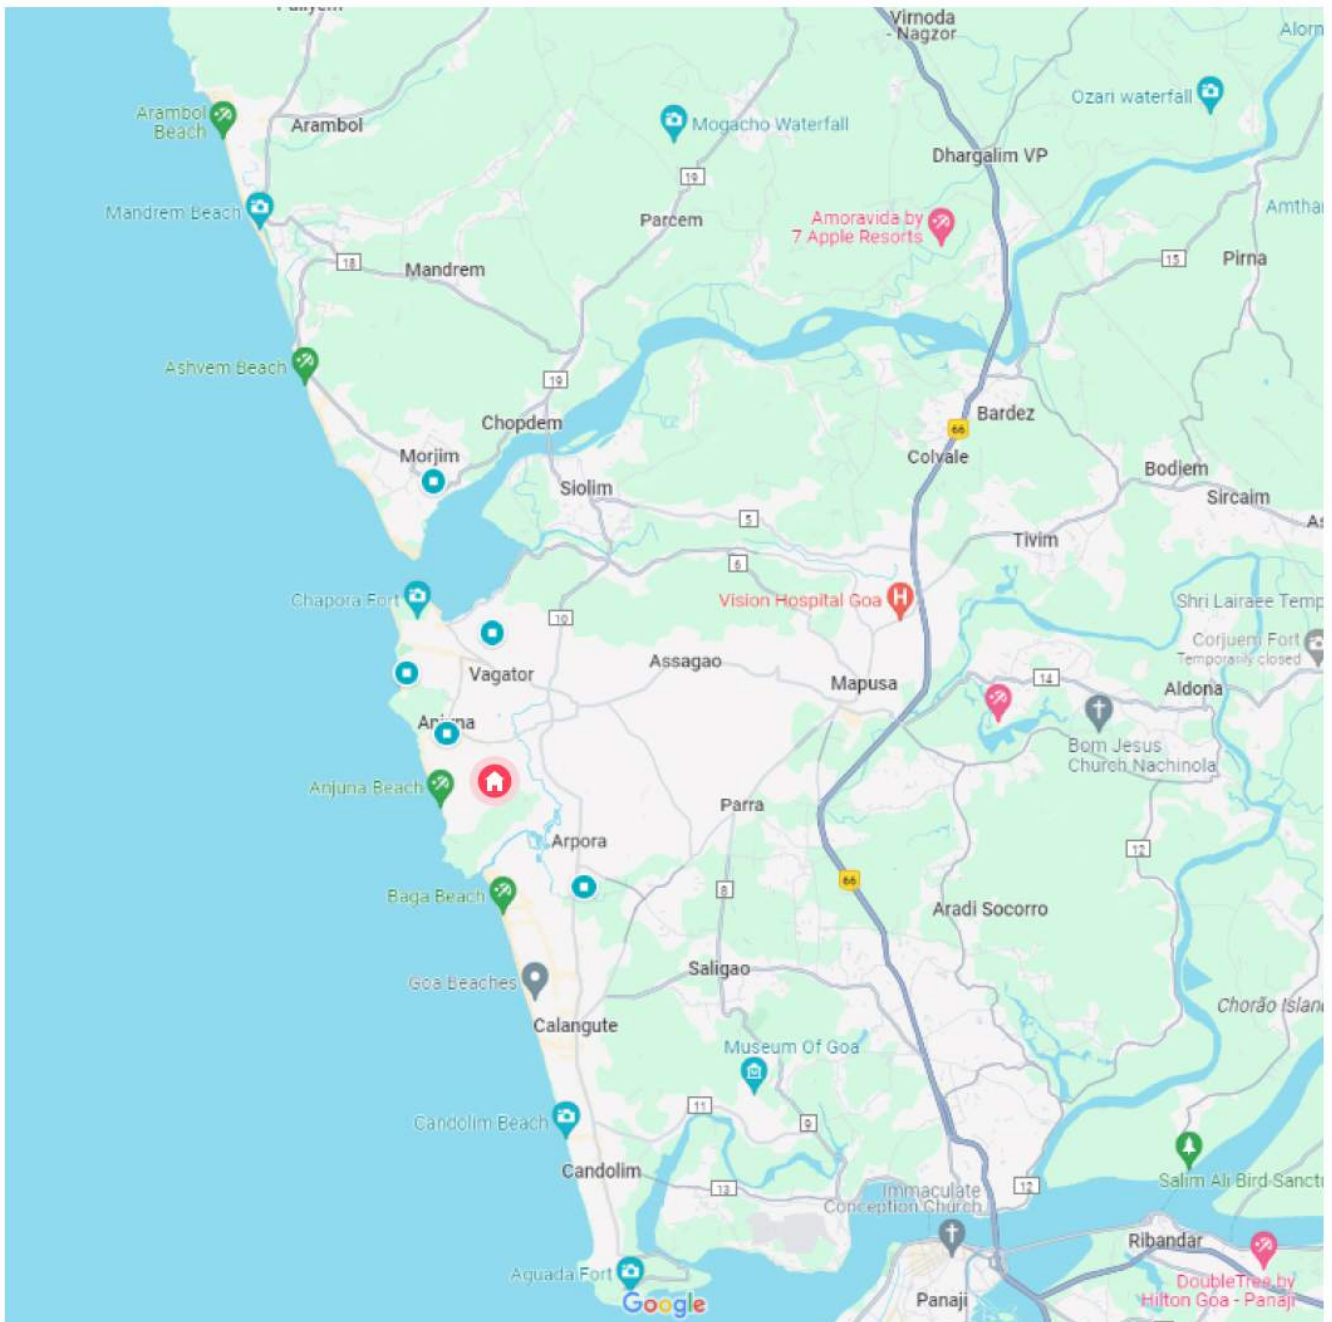 Virnoda
- Nagzor
Arambol
Beach
Arambol
Mogacho Waterfall
Ozari waterfall
Dhargalim VP
19
Mandrem Beach
Parcem
Amoravida by
7 Apple Resorts
18
Mandrem
15
Pirna
Ashvem Beach
19
Chopdem
Bardez
66
Colvale
Morjim
Bodiem
Siolim
Sircaim
5
Tivim
6
Chapora Fort
Vision Hospital Goa
10
Shri Lairaee Temp
Corjuem Fort
Temporarily closed
Vagator
Assagao
Mapusa
14
Aldona
Anjuna
Bom Jesus
Church Nachinola
Anjuna Beach
Parra
Arpora
12
66
8
Baga Beach
Aradi Socorro
Saligao
Goa Beaches
Calangute
Chorão Islan
Museum Of Goa
11
9
Candolim Beach
Candolim
13
Immaculate
Conception Church
12
Salim Ali Bird Sanct
Ribandar
Aguada Fort
Google
Panaji
DoubleTree by
Hilton Goa - Panaji